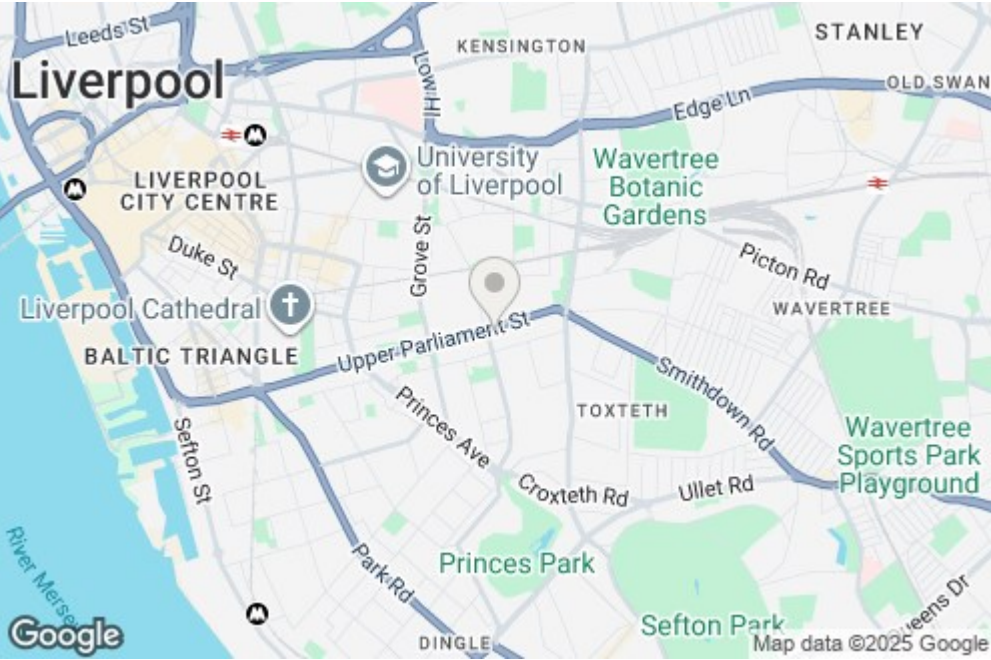 Leeds St
KENSINGTON
STANLEY
Liverpool
Low Hill
OLD SWAN
Edge Ln
University
of Liverpool
Wavertree
Botanic
Gardens
LIVERPOOL
CITY CENTRE
Duke St
Grove St
Picton Rd
Liverpool Cathedral
WAVERTREE
BALTIC TRIANGLE
Upper Parliament St
Smithdown Rd
Princes Ave
TOXTETH
Sefton St
Wavertree
Sports Park
Playground
Croxteth Rd
Ullet Rd
River Mersey
Park Rd
Princes Park
Queens Dr
Sefton Park
DINGLE
Google
Map data ©2025 Google